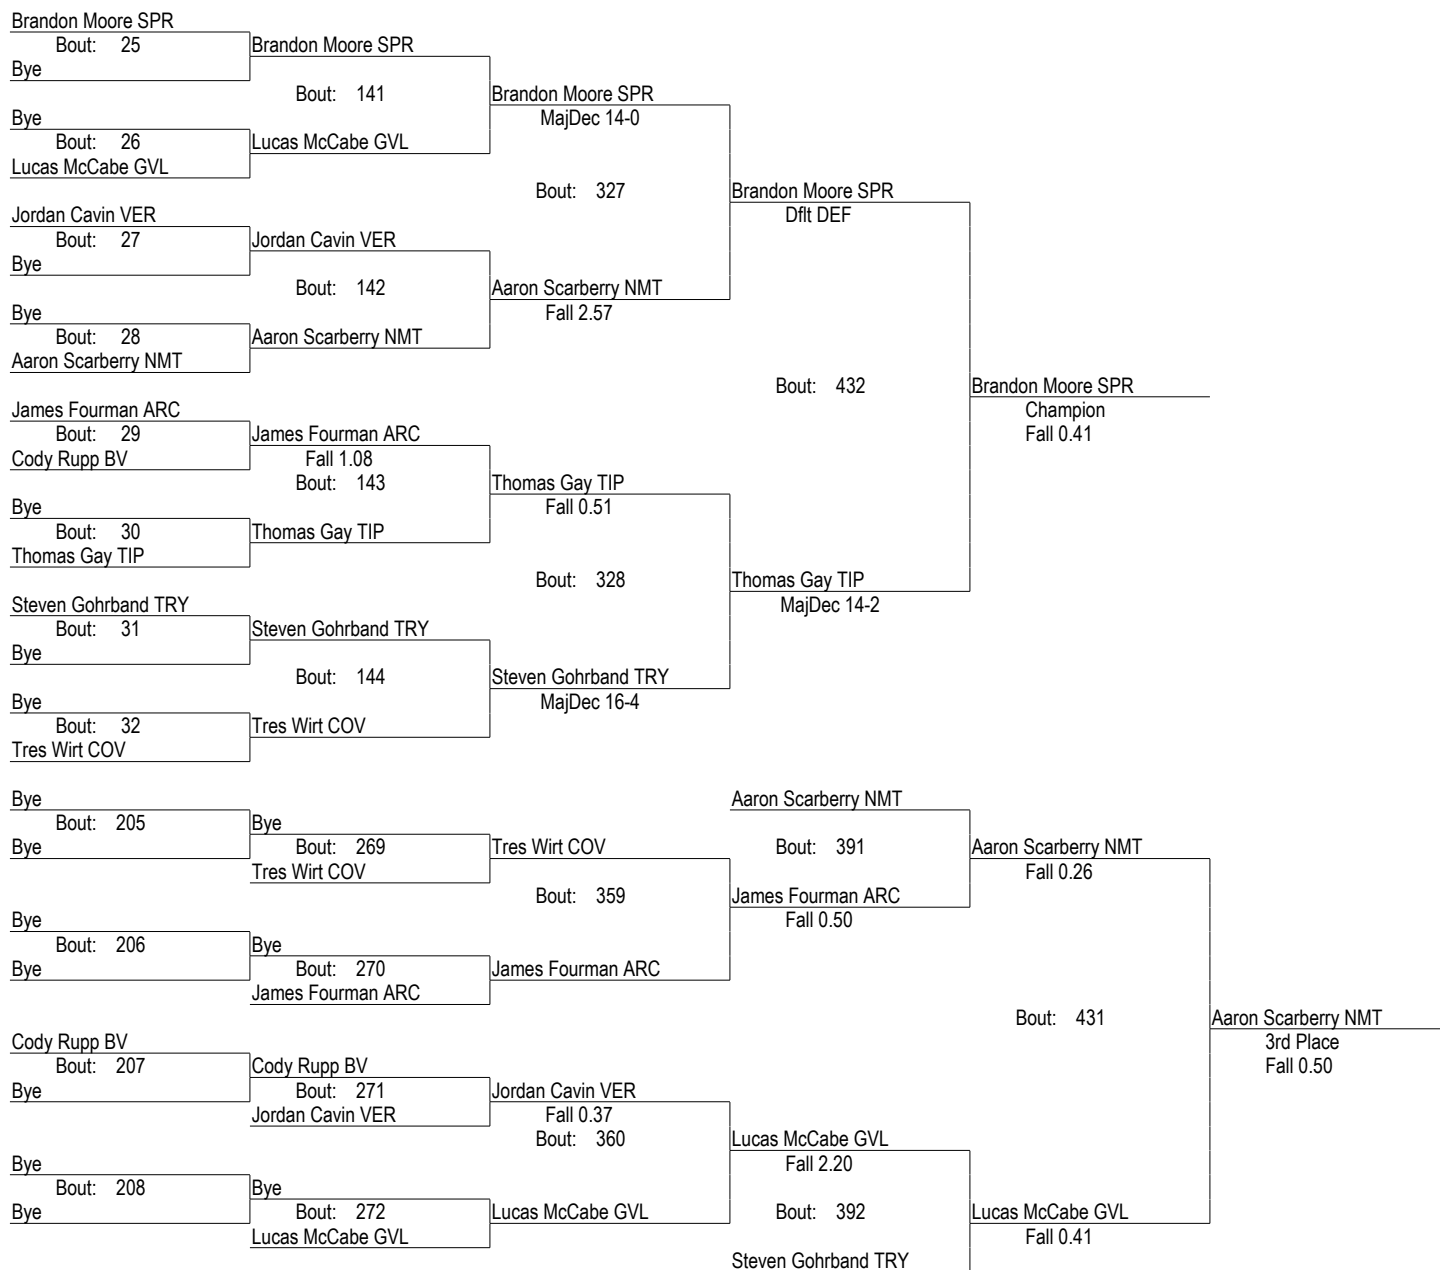 Brandon Moore SPR
Bout: 25
Brandon Moore SPR
Bye
Bout: 141
Brandon Moore SPR
Bye
MajDec 14-0
Bout: 26
Lucas McCabe GVL
Lucas McCabe GVL
Bout: 327
Brandon Moore SPR
Jordan Cavin VER
Dflt DEF
Bout: 27
Jordan Cavin VER
Bye
Bout: 142
Aaron Scarberry NMT
Bye
Fall 2.57
Bout: 28
Aaron Scarberry NMT
Aaron Scarberry NMT
Bout: 432
Brandon Moore SPR
James Fourman ARC
Champion
Bout: 29
James Fourman ARC
Fall 0.41
Cody Rupp BV
Fall 1.08
Bout: 143
Thomas Gay TIP
Bye
Fall 0.51
Bout: 30
Thomas Gay TIP
Thomas Gay TIP
Bout: 328
Thomas Gay TIP
Steven Gohrband TRY
MajDec 14-2
Bout: 31
Steven Gohrband TRY
Bye
Bout: 144
Steven Gohrband TRY
Bye
MajDec 16-4
Bout: 32
Tres Wirt COV
Tres Wirt COV
Bye
Aaron Scarberry NMT
Bout: 205
Bye
Bye
Bout: 269
Tres Wirt COV
Bout: 391
Aaron Scarberry NMT
Tres Wirt COV
Fall 0.26
Bout: 359
James Fourman ARC
Bye
Fall 0.50
Bout: 206
Bye
Bye
Bout: 270
James Fourman ARC
James Fourman ARC
Bout: 431
Aaron Scarberry NMT
Cody Rupp BV
3rd Place
Bout: 207
Cody Rupp BV
Fall 0.50
Bye
Bout: 271
Jordan Cavin VER
Jordan Cavin VER
Fall 0.37
Bout: 360
Lucas McCabe GVL
Bye
Fall 2.20
Bout: 208
Bye
Bye
Bout: 272
Lucas McCabe GVL
Bout: 392
Lucas McCabe GVL
Lucas McCabe GVL
Fall 0.41
Steven Gohrband TRY